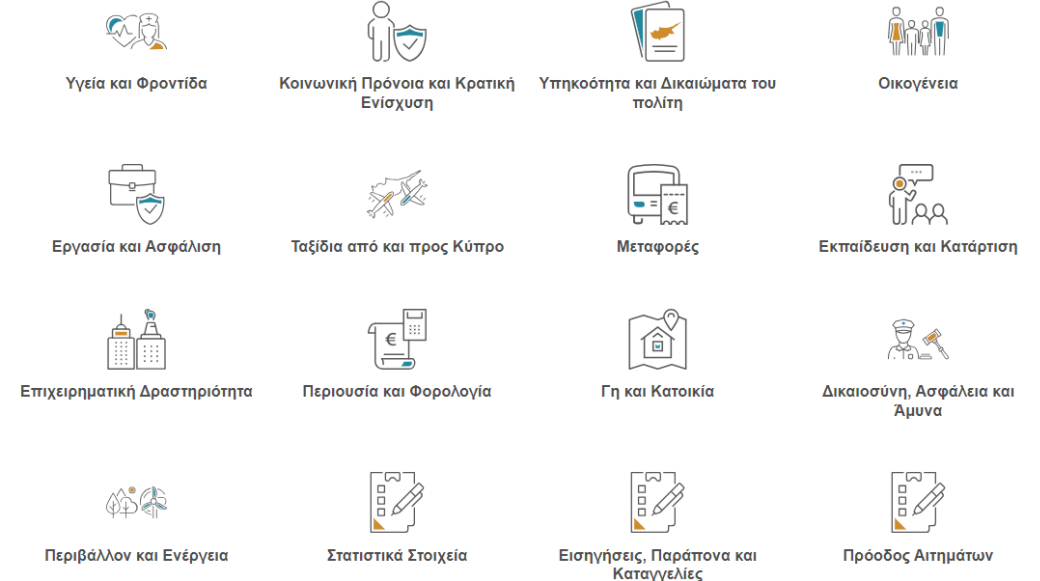 Υγεία και Φροντίδα
Κοινωνική Πρόνοια και Κρατική
Ενίσχυση
Υπηκοότητα και Δικαιώματα του
πολίτη
Οικογένεια
Εργασία και Ασφάλιση
Ταξίδια από και προς Κύπρο
Μεταφορές
Εκπαίδευση και Κατάρτιση
Επιχειρηματική Δραστηριότητα
Περιουσία και Φορολογία
Γη και Κατοικία
Δικαιοσύνη, Ασφάλεια και
Άμυνα
Περιβάλλον και Ενέργεια
Στατιστικά Στοιχεία
Εισηγήσεις, Παράπονα και
Καταγγελίες
Πρόοδος Αιτημάτων